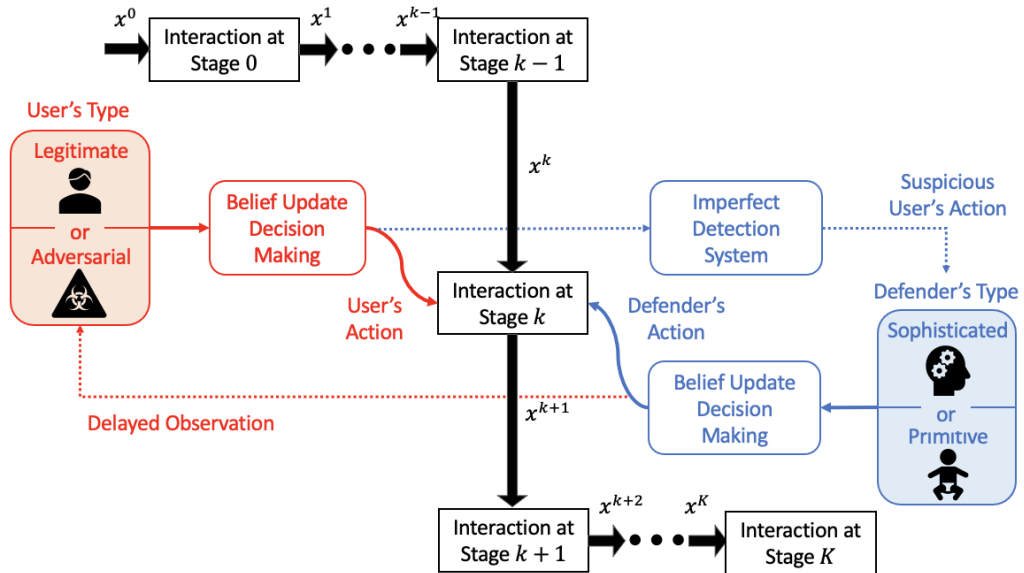 x^0
Interaction at
Stage 0
x^1
x^{k-1}
Interaction at
Stage k − 1
x^k
User's Type
Legitimate
or
Adversarial
Belief Update
Decision
Making
Imperfect
Detection
System
Suspicious
User's Action
User's
Action
Interaction at
Stage k
Defender's
Action
Defender's Type
Sophisticated
or
Primitive
Belief Update
Decision
Making
Delayed Observation
x^{k+1}
Interaction at
Stage k + 1
x^{k+2}
x^K
Interaction at
Stage K